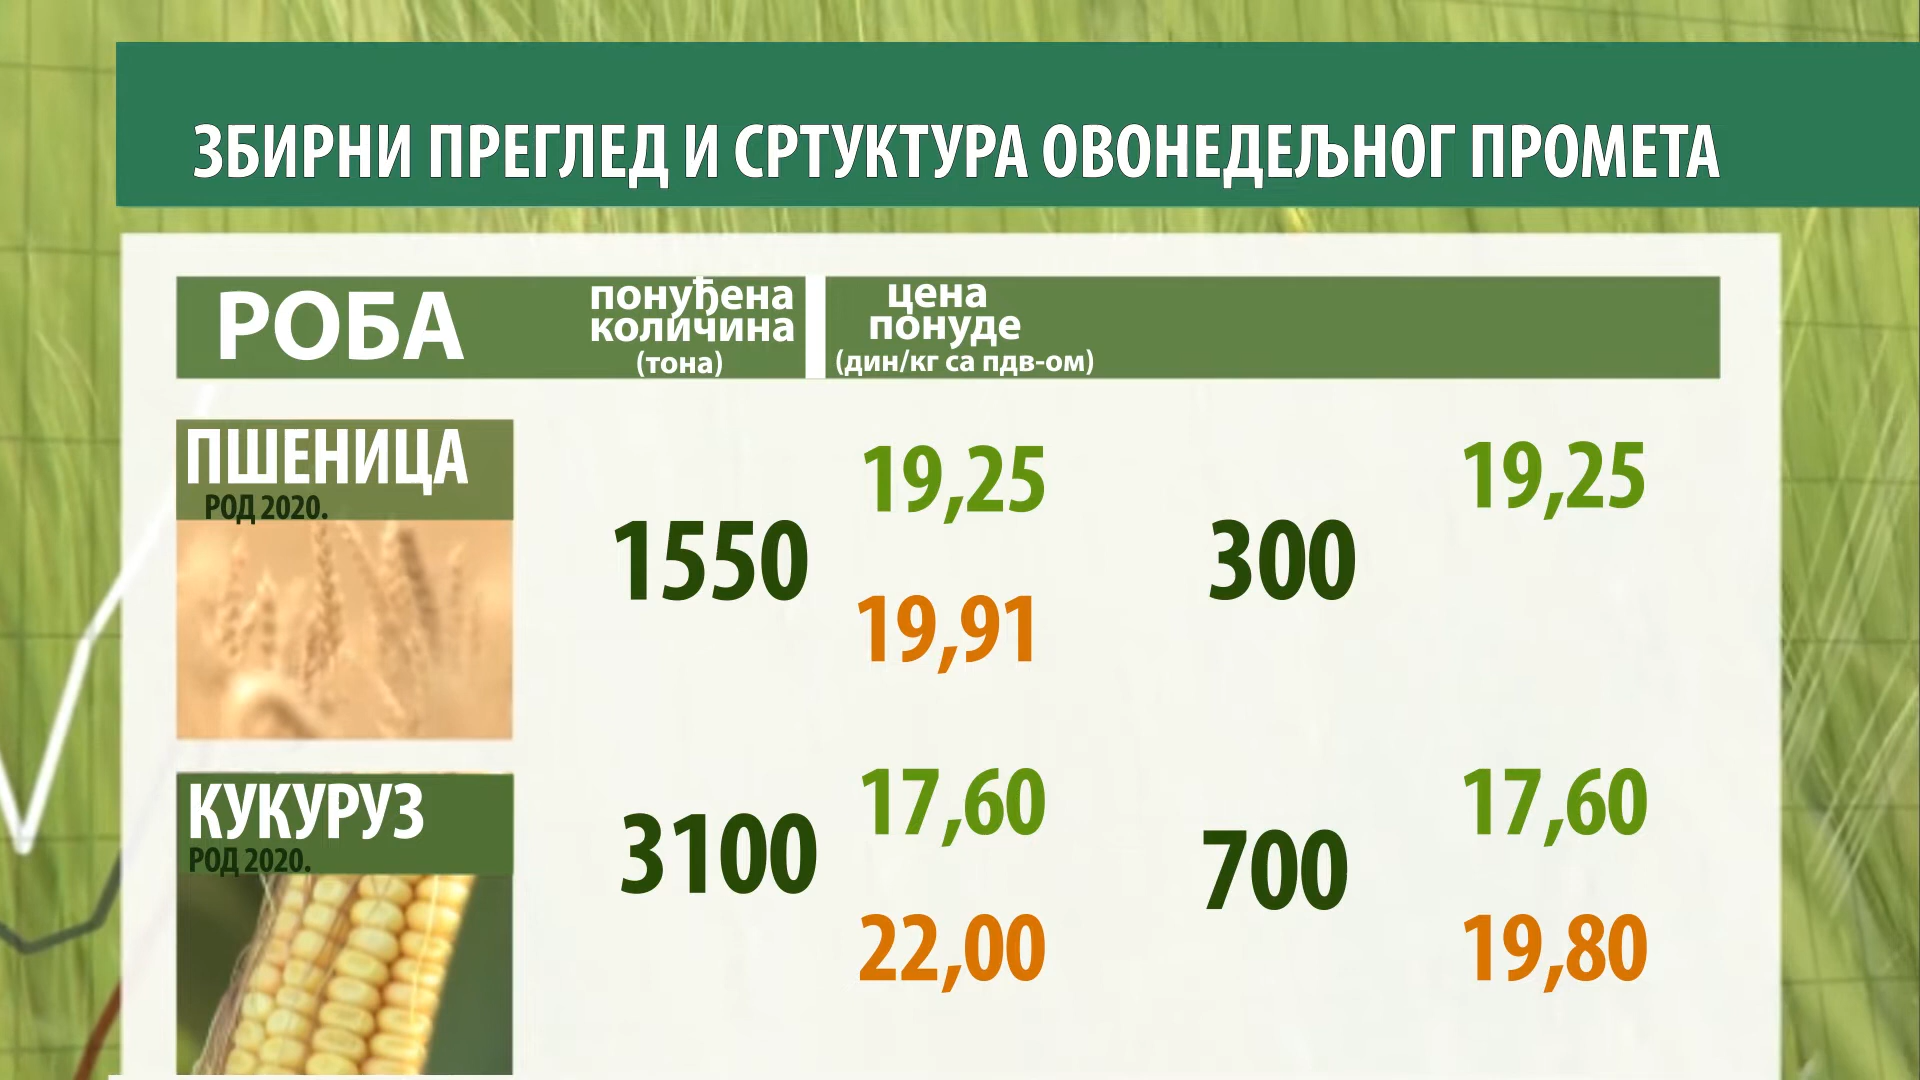 ЗБИРНИ ПРЕГЛЕД И СРТУКТУРА ОВОНЕДЕЉНОГ ПРОМЕТА
РОБА
понуђена
количина
(тона)
цена
понуде
(дин/кг са пдв-ом)
ПШЕНИЦА
РОД 2020.
1550
19,25
19,91
300
19,25
КУКУРУЗ
РОД 2020.
3100
17,60
22,00
700
17,60
19,80